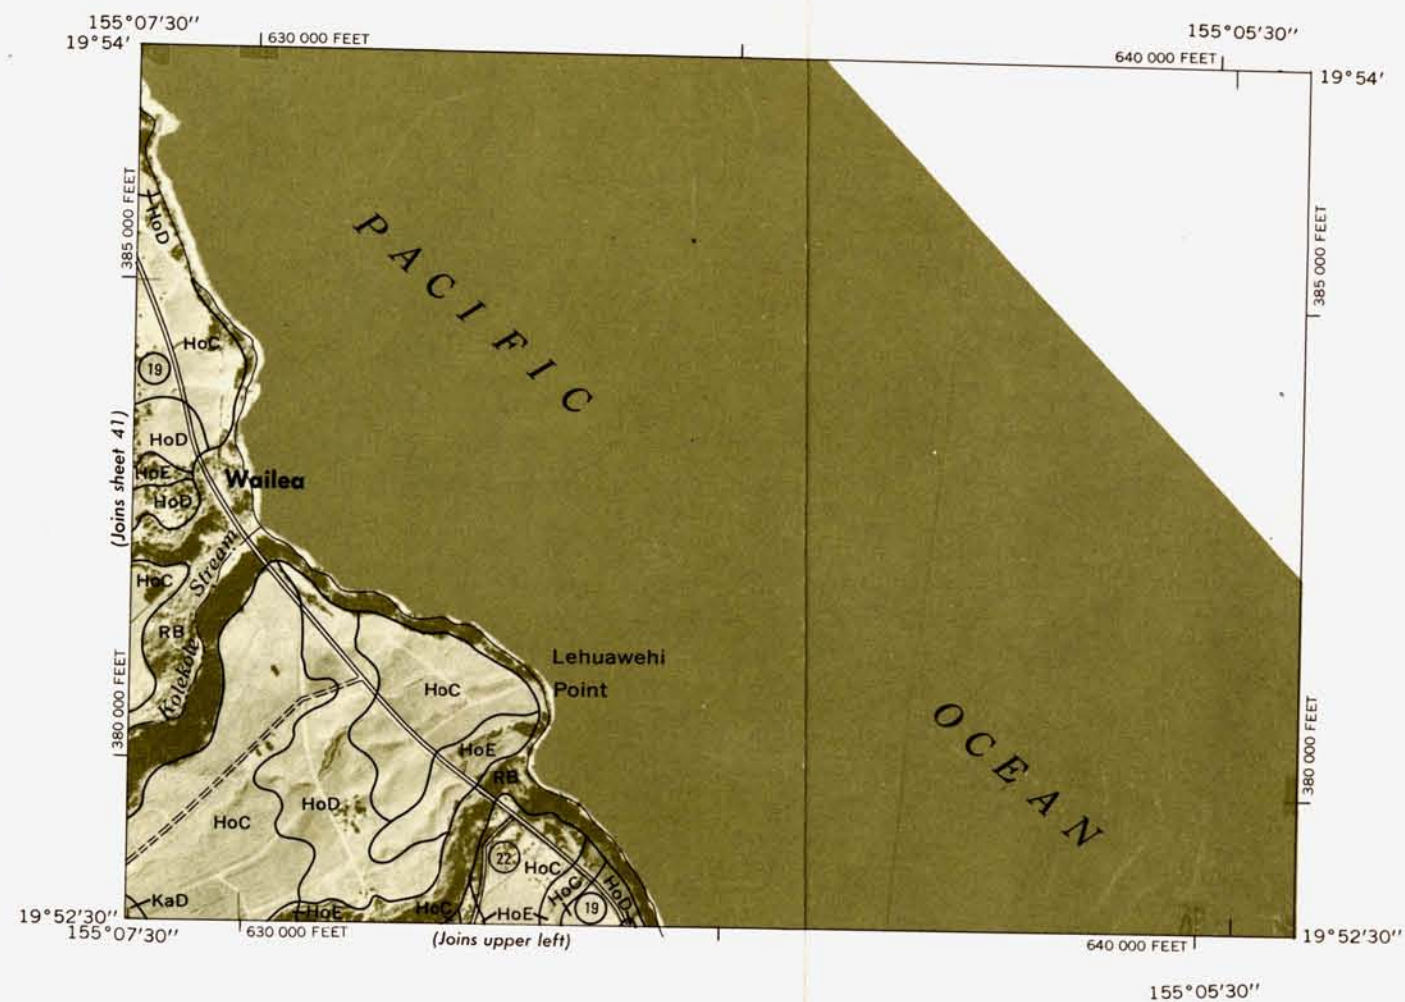 155°07'30"
19°54'
630 000 FEET
155°05'30"
640 000 FEET
19°54'
385 000 FEET
385 000 FEET
HoD
PACIFIC
HoC
19
(Joins sheet 41)
HoD
HoE
Wailea
HoD
Kolekole Stream
HoC
RB
Lehuawehi
Point
HoC
380 000 FEET
380 000 FEET
OCEAN
HoE
RB
HoD
HoC
22
HoC
HoC
HoD
KaD
HoE
HoC
HoE
19
19°52'30"
155°07'30"
630 000 FEET
(Joins upper left)
640 000 FEET
19°52'30"
155°05'30"